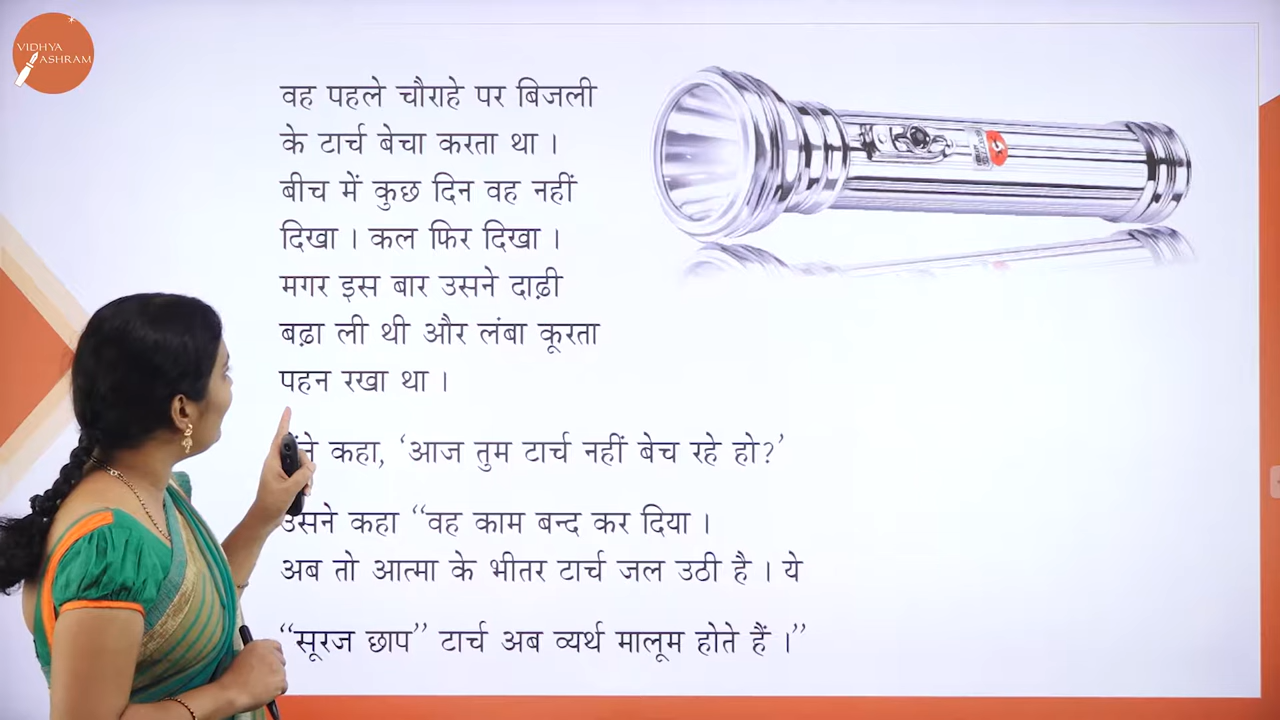 VIDHYA
ASHRAM
वह पहले चौराहे पर बिजली
के टार्च बेचा करता था ।
बीच में कुछ दिन वह नहीं
दिखा । कल फिर दिखा ।
मगर इस बार उसने दाढ़ी
बढ़ा ली थी और लंबा कूरता
पहन रखा था ।
कहा, ‘आज तुम टार्च नहीं बेच रहे हो?’
उसने कहा “वह काम बन्द कर दिया ।
अब तो आत्मा के भीतर टार्च जल उठी है । ये
“सूरज छाप” टार्च अब व्यर्थ मालूम होते हैं ।”